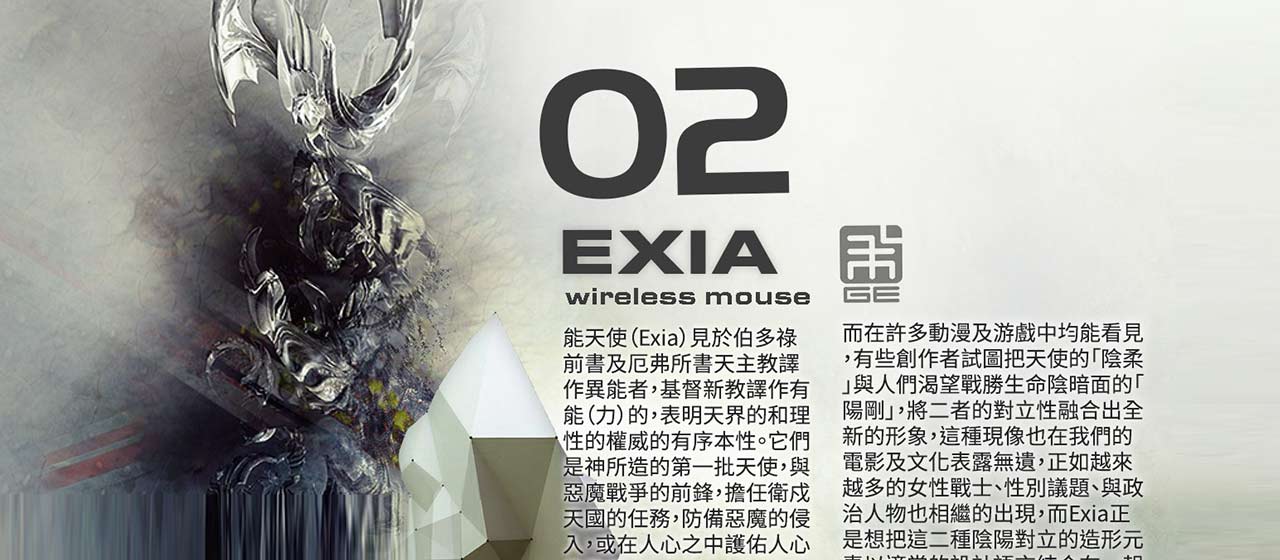 02
EXIA
wireless mouse
GE
能天使(Exia)見於伯多祿
前書及厄弗所書天主教譯
作異能者,基督新教譯作有
能(力)的,表明天界的和理
性的權威的有序本性。它們
是神所造的第一批天使,與
惡魔戰爭的前鋒,擔任衛戍
天國的任務,防備惡魔的侵
入,或在人心之中護佑人心
而在許多動漫及游戲中均能看見
,有些創作者試圖把天使的「陰柔
」與人們渴望戰勝生命陰暗面的「
陽剛」,將二者的對立性融合出全
新的形象,這種現像也在我們的
電影及文化表露無遺,正如越來
越多的女性戰士、性別議題、與政
治人物也相繼的出現,而Exia正
是想把這二種陰陽對立的造形元